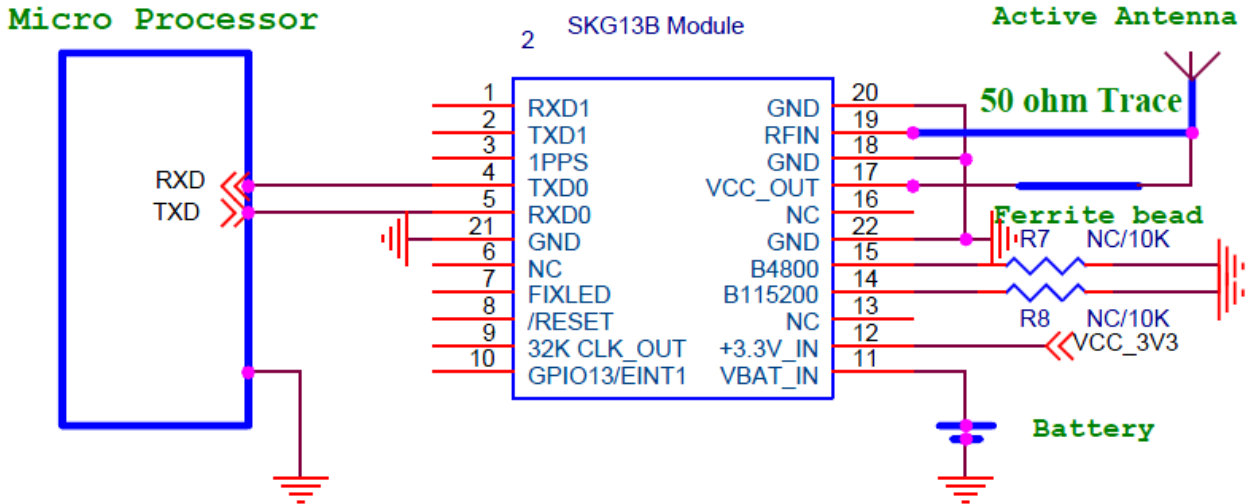 Micro Processor
RXD
TXD
2
SKG13B Module
1 RXD1
2 TXD1
3 1PPS
4 TXD0
5 RXD0
21 GND
6 NC
7 FIXLED
8 /RESET
9 32K CLK_OUT
10 GPIO13/EINT1
GND 20
RFIN 19
GND 18
VCC_OUT 17
NC 16
GND 22
B4800 15
B115200 14
NC 13
+3.3V_IN 12
VBAT_IN 11
Active Antenna
50 ohm Trace
Ferrite bead
R7 NC/10K
R8 NC/10K
VCC_3V3
Battery